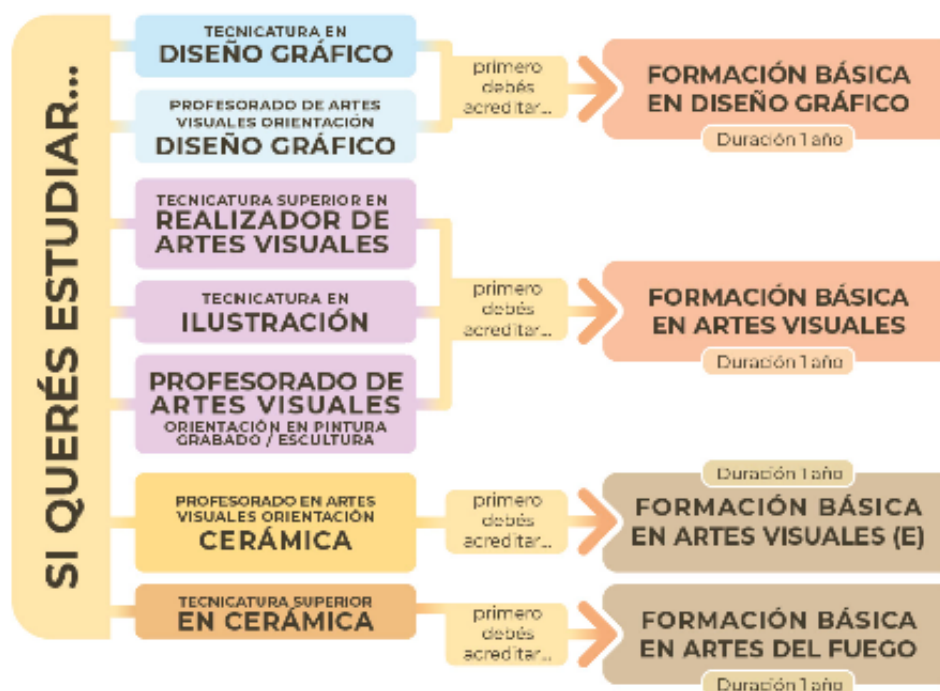 SI QUERÉS ESTUDIAR...
TECNICATURA EN
DISEÑO GRÁFICO
PROFESORADO DE ARTES
VISUALES ORIENTACIÓN
DISEÑO GRÁFICO
primero
debés
acreditar...
FORMACIÓN BÁSICA
EN DISEÑO GRÁFICO
Duración 1 año
TECNICATURA SUPERIOR EN
REALIZADOR DE
ARTES VISUALES
TECNICATURA EN
ILUSTRACIÓN
PROFESORADO DE
ARTES VISUALES
ORIENTACIÓN EN PINTURA
GRABADO / ESCULTURA
primero
debés
acreditar...
FORMACIÓN BÁSICA
EN ARTES VISUALES
Duración 1 año
PROFESORADO EN ARTES
VISUALES ORIENTACIÓN
CERÁMICA
primero
debés
acreditar...
Duración 1 año
FORMACIÓN BÁSICA
EN ARTES VISUALES (E)
TECNICATURA SUPERIOR
EN CERÁMICA
primero
debés
acreditar...
FORMACIÓN BÁSICA
EN ARTES DEL FUEGO
Duración 1 año